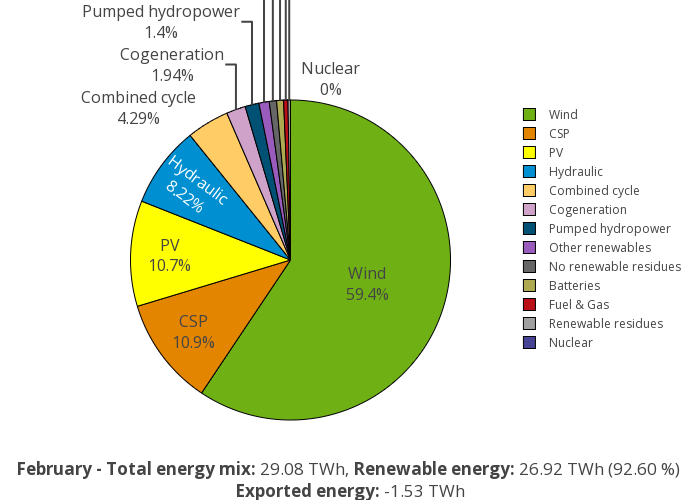 Pumped hydropower
1.4%
Cogeneration
1.94%
Combined cycle
4.29%
Nuclear
0%
Hydraulic
8.22%
PV
10.7%
CSP
10.9%
Wind
59.4%
Wind
CSP
PV
Hydraulic
Combined cycle
Cogeneration
Pumped hydropower
Other renewables
No renewable residues
Batteries
Fuel & Gas
Renewable residues
Nuclear
February - Total energy mix: 29.08 TWh, Renewable energy: 26.92 TWh (92.60 %)
Exported energy: -1.53 TWh